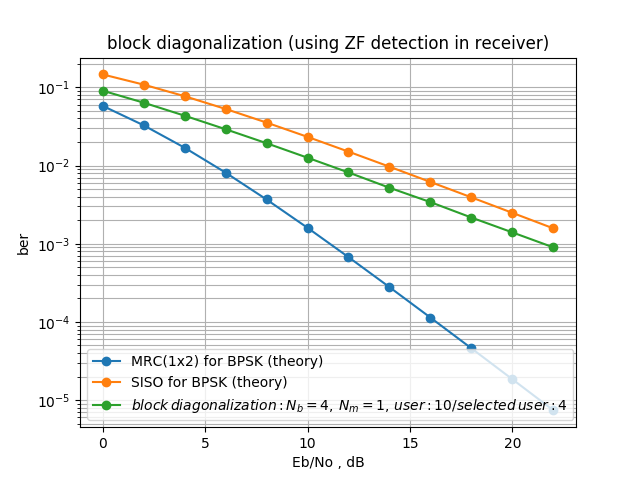 block diagonalization (using ZF detection in receiver)
10⁻¹
10⁻²
10⁻³
10⁻⁴
10⁻⁵
ber
MRC(1x2) for BPSK (theory)
SISO for BPSK (theory)
block diagonalization : N_b = 4, N_m = 1, user : 10/selected user : 4
0 5 10 15 20
Eb/No , dB